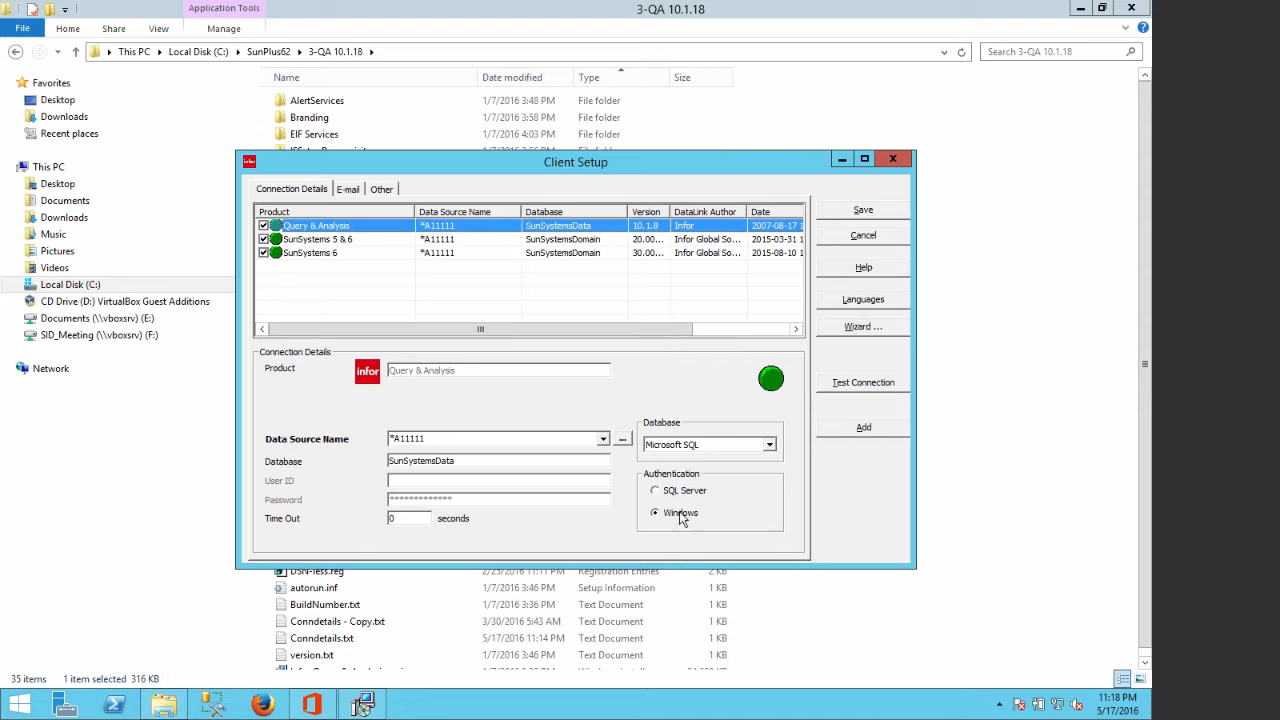 Application Tools
3-QA 10.1.18
File Home Share View Manage
This PC Local Disk (C:) SunPlus62 3-QA 10.1.18
Search 3-QA 10.1.18
Favorites
Desktop
Downloads
Recent places
This PC
Desktop
Documents
Downloads
Music
Pictures
Videos
Local Disk (C:)
CD Drive (D:) VirtualBox Guest Additions
Documents (\\vboxsrv) (E:)
SID_Meeting (\\vboxsrv) (F:)
Network
Name Date modified Type Size
AlertServices 1/7/2016 3:48 PM File folder
Branding 1/7/2016 3:58 PM File folder
EIF Services 1/7/2016 4:03 PM File folder
infor
Client Setup
Connection Details E-mail Other
Product Data Source Name Database Version DataLink Author Date
Query & Analysis *A11111 SunSystemsData 10.1.8 Infor 2007-08-17 1
SunSystems 5 & 6 *A11111 SunSystemsDomain 20.00... Infor Global So... 2015-03-31 1
SunSystems 6 *A11111 SunSystemsDomain 30.00... Infor Global So... 2015-08-10 1
Connection Details
Product infor Query & Analysis
Data Source Name *A11111 ...
Database SunSystemsData
User ID
Password *************
Time Out 0 seconds
Database
Microsoft SQL
Authentication
SQL Server
Windows
Save
Cancel
Help
Languages
Wizard ...
Test Connection
Add
DSN-less.reg 2/25/2016 11:11 PM Registration Entries 2 KB
autorun.inf 1/7/2016 3:46 PM Setup Information 1 KB
BuildNumber.txt 1/7/2016 3:36 PM Text Document 1 KB
Conndetails - Copy.txt 3/30/2016 5:43 AM Text Document 1 KB
Conndetails.txt 5/17/2016 11:14 PM Text Document 1 KB
version.txt 1/7/2016 3:46 PM Text Document 1 KB
35 items 1 item selected 316 KB
11:18 PM
5/17/2016